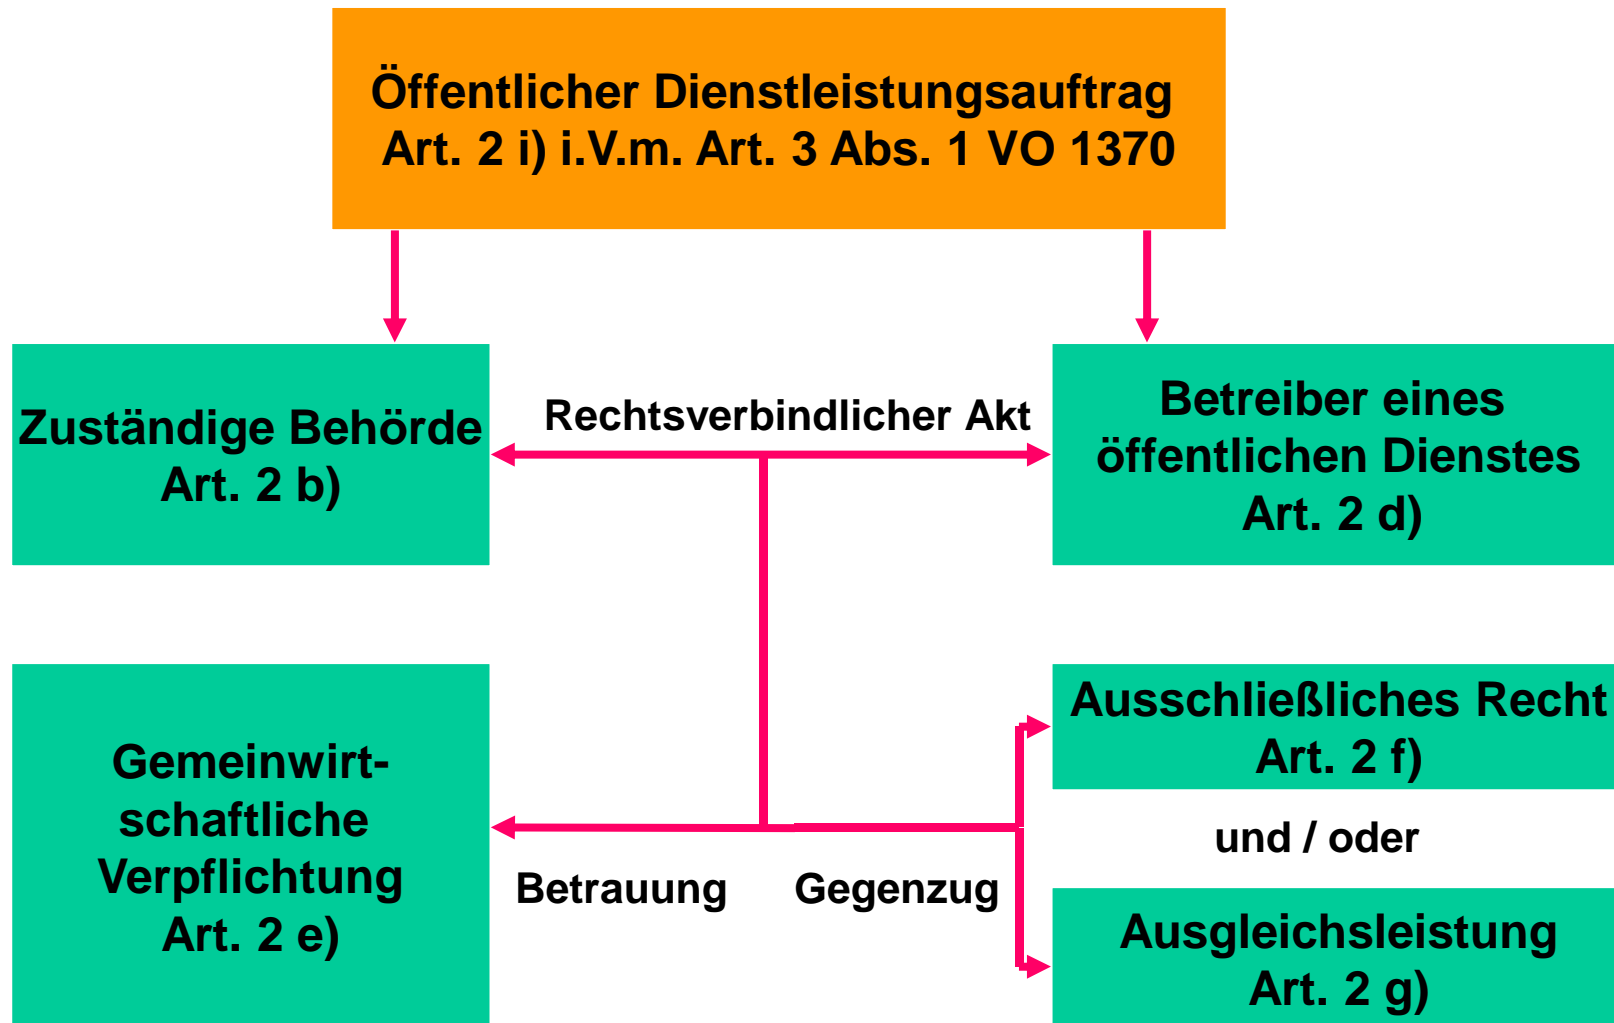 Öffentlicher Dienstleistungsauftrag
Art. 2 i) i.V.m. Art. 3 Abs. 1 VO 1370
Zuständige Behörde
Art. 2 b)
Rechtsverbindlicher Akt
Betreiber eines
öffentlichen Dienstes
Art. 2 d)
Gemeinwirt-
schaftliche
Verpflichtung
Art. 2 e)
Betrauung
Gegenzug
Ausschließliches Recht
Art. 2 f)
und / oder
Ausgleichsleistung
Art. 2 g)